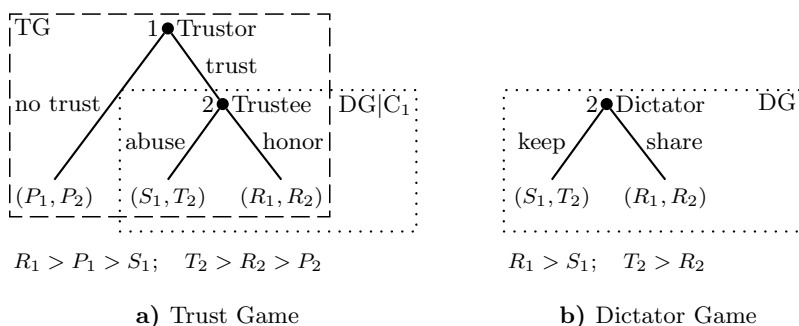 TG
1 Trustor
trust
no trust
2 Trustee
DG|C₁
abuse
honor
(P₁, P₂)
(S₁, T₂)
(R₁, R₂)
R₁ > P₁ > S₁; T₂ > R₂ > P₂
a) Trust Game
2 Dictator
DG
keep
share
(S₁, T₂)
(R₁, R₂)
R₁ > S₁; T₂ > R₂
b) Dictator Game